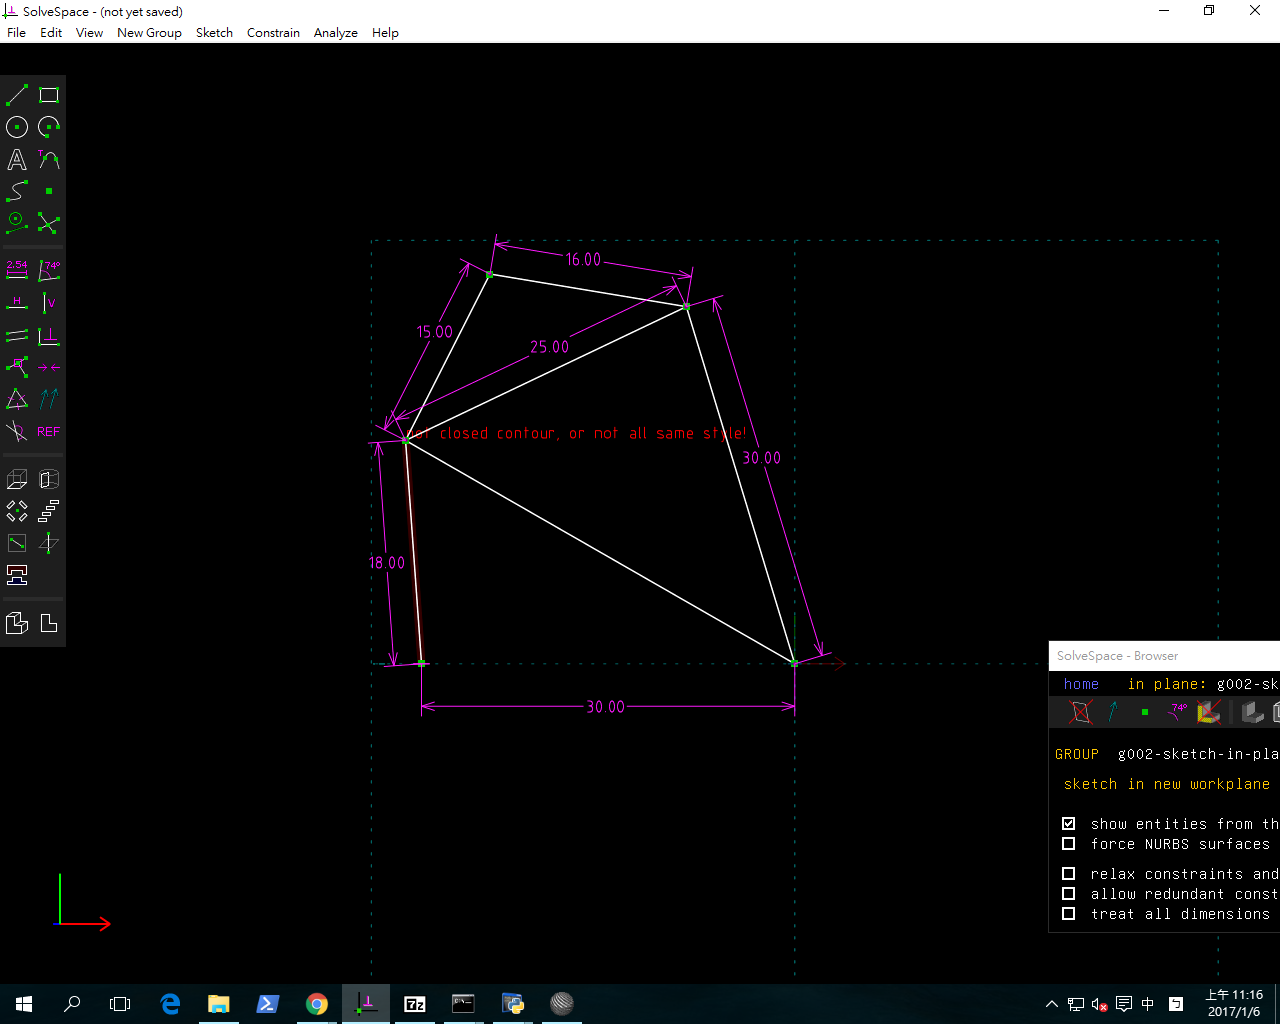 SolveSpace - (not yet saved)
File Edit View New Group Sketch Constrain Analyze Help
A T
2.54 74º
H V
REF
16.00
15.00
25.00
not closed contour, or not all same style!
30.00
18.00
30.00
SolveSpace - Browser
home in plane: g002-sk
74º
GROUP g002-sketch-in-pla
sketch in new workplane
show entities from th
force NURBS surfaces
relax constraints and
allow redundant const
treat all dimensions
7z
C:\.
中
上午 11:16
2017/1/6